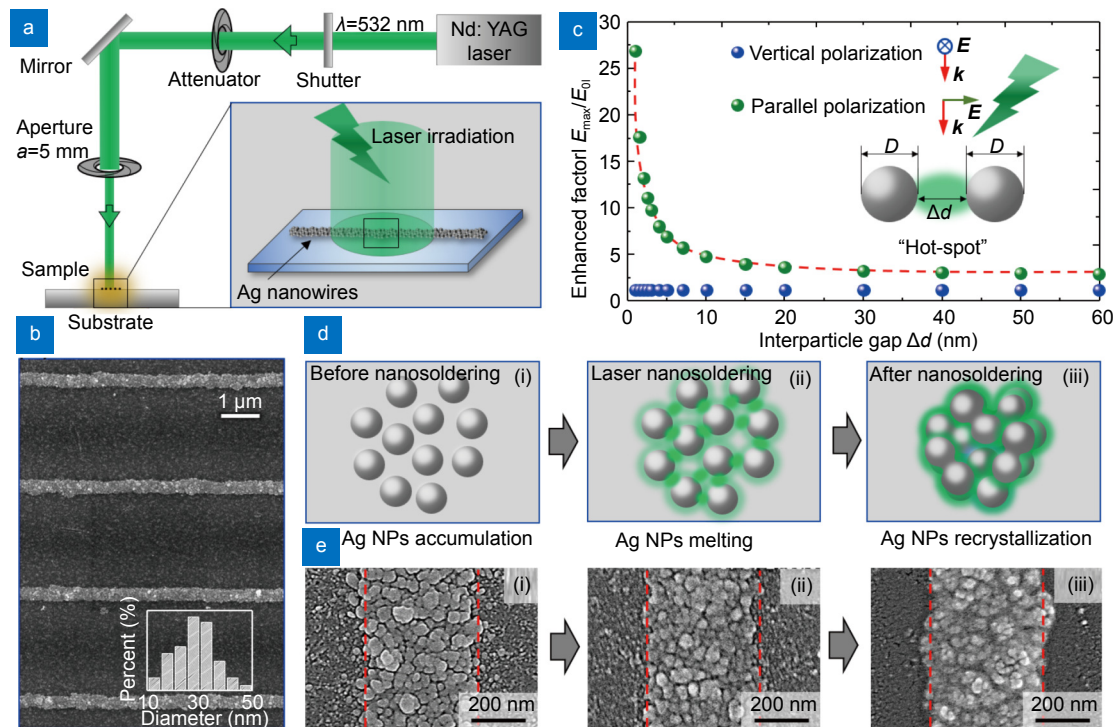 a
λ=532 nm
Nd: YAG
laser
Mirror
Attenuator
Shutter
Aperture
a=5 mm
Laser irradiation
Sample
Ag nanowires
Substrate
b
1 μm
Percent (%)
10 30 50
Diameter (nm)
c
30
25
20
15
10
5
0
Enhanced factorl Emax/E0l
Vertical polarization
Parallel polarization
E
k
E
k
D
D
Δd
“Hot-spot”
0 10 20 30 40 50 60
Interparticle gap Δd (nm)
d
Before nanosoldering (i)
Laser nanosoldering (ii)
After nanosoldering (iii)
Ag NPs accumulation
Ag NPs melting
Ag NPs recrystallization
e
(i)
200 nm
(ii)
200 nm
(iii)
200 nm